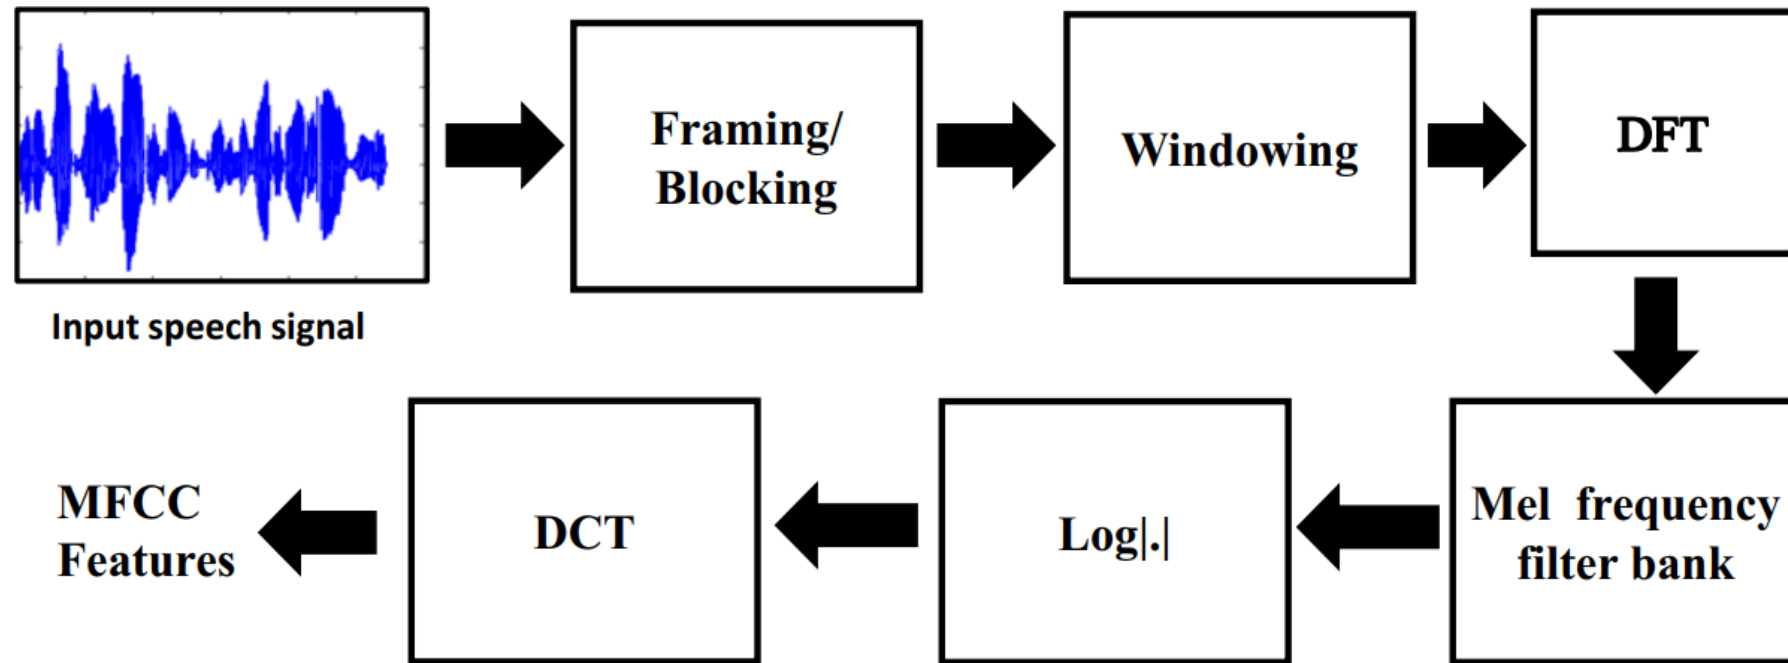 Input speech signal
Framing/
Blocking
Windowing
DFT
Mel frequency
filter bank
Log|.|
DCT
MFCC
Features